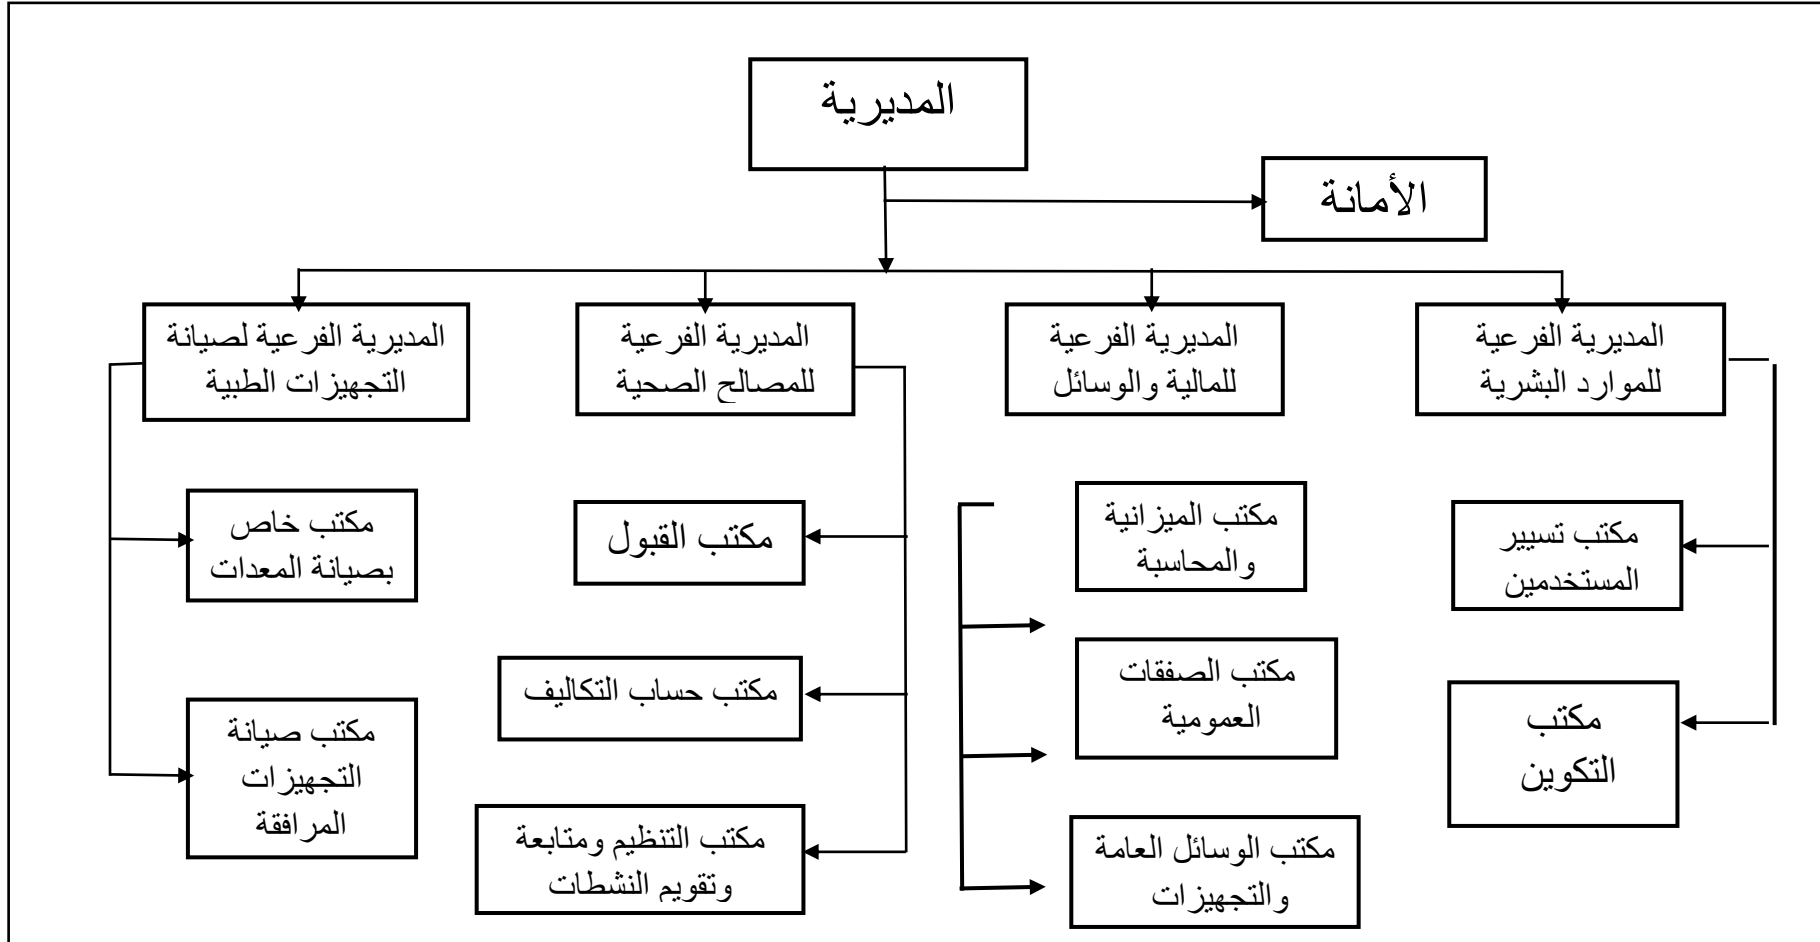 المديرية
الأمانة
المديرية الفرعية
للموارد البشرية
المديرية الفرعية
للمالية والوسائل
المديرية الفرعية
للمصالح الصحية
المديرية الفرعية لصيانة
التجهيزات الطبية
مكتب تسيير
المستخدمين
مكتب
التكوين
مكتب الميزانية
والمحاسبة
مكتب الصفقات
العمومية
مكتب الوسائل العامة
والتجهيزات
مكتب القبول
مكتب حساب التكاليف
مكتب التنظيم ومتابعة
وتقويم النشطات
مكتب خاص
بصيانة المعدات
مكتب صيانة
التجهيزات
المرافقة